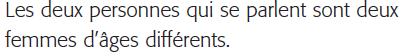 Les deux personnes qui se parlent sont deux
femmes d'âges différents.